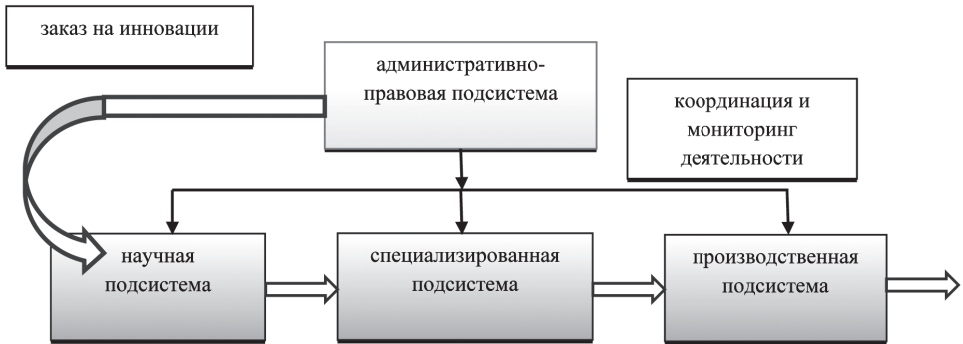 заказ на инновации
административно-
правовая подсистема
координация и
мониторинг
деятельности
научная
подсистема
специализированная
подсистема
производственная
подсистема